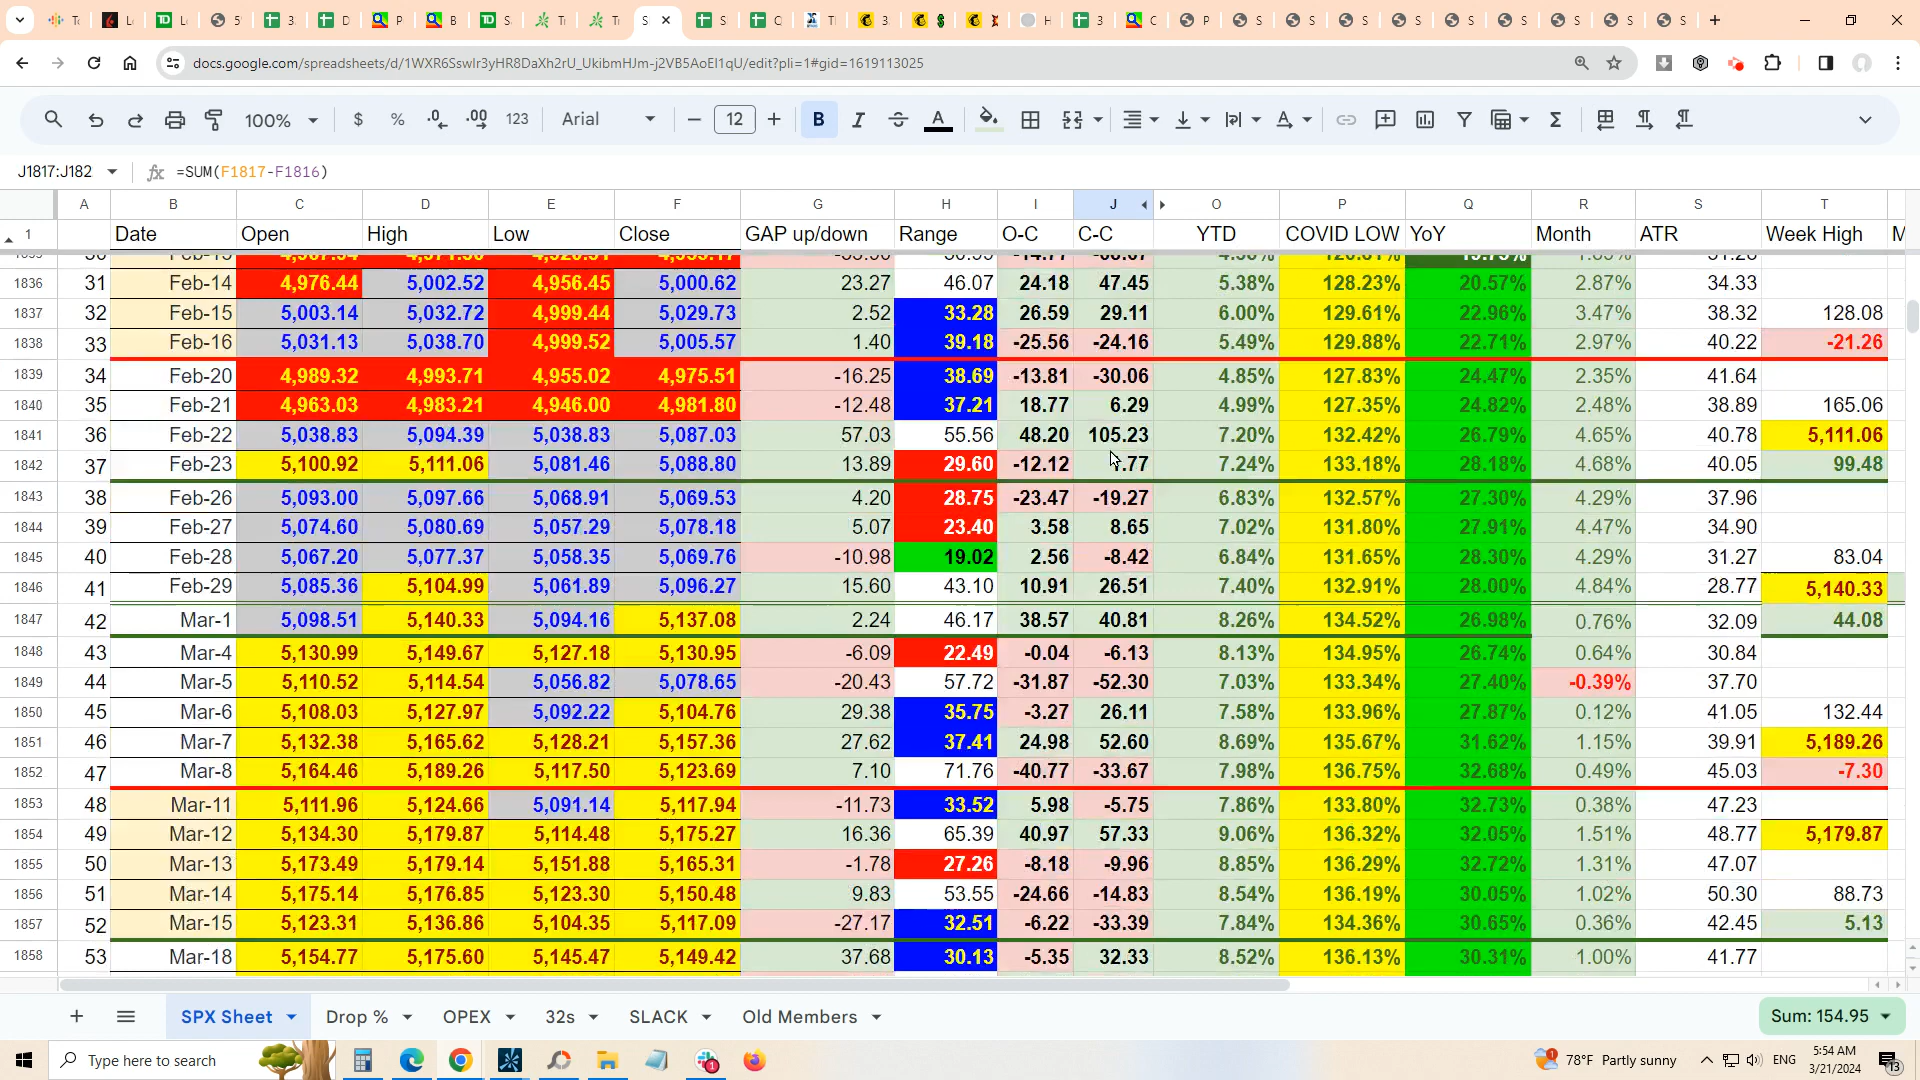 docs.google.com/spreadsheets/d/1WXR6Sswlr3yHR8DaXh2rU_UkibmHJm-j2VB5AoEl1qU/edit?pli=1#gid=1619113025
100% $ % .0 .00 123 Arial 12 B I A
J1817:J182 fx =SUM(F1817-F1816)
A B C D E F G H I J O P Q R S T
1 Date Open High Low Close GAP up/down Range O-C C-C YTD COVID LOW YoY Month ATR Week High M
1836 31 Feb-14 4,976.44 5,002.52 4,956.45 5,000.62 23.27 46.07 24.18 47.45 5.38% 128.23% 20.57% 2.87% 34.33
1837 32 Feb-15 5,003.14 5,032.72 4,999.44 5,029.73 2.52 33.28 26.59 29.11 6.00% 129.61% 22.96% 3.47% 38.32 128.08
1838 33 Feb-16 5,031.13 5,038.70 4,999.52 5,005.57 1.40 39.18 -25.56 -24.16 5.49% 129.88% 22.71% 2.97% 40.22 -21.26
1839 34 Feb-20 4,989.32 4,993.71 4,955.02 4,975.51 -16.25 38.69 -13.81 -30.06 4.85% 127.83% 24.47% 2.35% 41.64
1840 35 Feb-21 4,963.03 4,983.21 4,946.00 4,981.80 -12.48 37.21 18.77 6.29 4.99% 127.35% 24.82% 2.48% 38.89 165.06
1841 36 Feb-22 5,038.83 5,094.39 5,038.83 5,087.03 57.03 55.56 48.20 105.23 7.20% 132.42% 26.79% 4.65% 40.78 5,111.06
1842 37 Feb-23 5,100.92 5,111.06 5,081.46 5,088.80 13.89 29.60 -12.12 1.77 7.24% 133.18% 28.18% 4.68% 40.05 99.48
1843 38 Feb-26 5,093.00 5,097.66 5,068.91 5,069.53 4.20 28.75 -23.47 -19.27 6.83% 132.57% 27.30% 4.29% 37.96
1844 39 Feb-27 5,074.60 5,080.69 5,057.29 5,078.18 5.07 23.40 3.58 8.65 7.02% 131.80% 27.91% 4.47% 34.90
1845 40 Feb-28 5,067.20 5,077.37 5,058.35 5,069.76 -10.98 19.02 2.56 -8.42 6.84% 131.65% 28.30% 4.29% 31.27 83.04
1846 41 Feb-29 5,085.36 5,104.99 5,061.89 5,096.27 15.60 43.10 10.91 26.51 7.40% 132.91% 28.00% 4.84% 28.77 5,140.33
1847 42 Mar-1 5,098.51 5,140.33 5,094.16 5,137.08 2.24 46.17 38.57 40.81 8.26% 134.52% 26.98% 0.76% 32.09 44.08
1848 43 Mar-4 5,130.99 5,149.67 5,127.18 5,130.95 -6.09 22.49 -0.04 -6.13 8.13% 134.95% 26.74% 0.64% 30.84
1849 44 Mar-5 5,110.52 5,114.54 5,056.82 5,078.65 -20.43 57.72 -31.87 -52.30 7.03% 133.34% 27.40% -0.39% 37.70
1850 45 Mar-6 5,108.03 5,127.97 5,092.22 5,104.76 29.38 35.75 -3.27 26.11 7.58% 133.96% 27.87% 0.12% 41.05 132.44
1851 46 Mar-7 5,132.38 5,165.62 5,128.21 5,157.36 27.62 37.41 24.98 52.60 8.69% 135.67% 31.62% 1.15% 39.91 5,189.26
1852 47 Mar-8 5,164.46 5,189.26 5,117.50 5,123.69 7.10 71.76 -40.77 -33.67 7.98% 136.75% 32.68% 0.49% 45.03 -7.30
1853 48 Mar-11 5,111.96 5,124.66 5,091.14 5,117.94 -11.73 33.52 5.98 -5.75 7.86% 133.80% 32.73% 0.38% 47.23
1854 49 Mar-12 5,134.30 5,179.87 5,114.48 5,175.27 16.36 65.39 40.97 57.33 9.06% 136.32% 32.05% 1.51% 48.77 5,179.87
1855 50 Mar-13 5,173.49 5,179.14 5,151.88 5,165.31 -1.78 27.26 -8.18 -9.96 8.85% 136.29% 32.72% 1.31% 47.07
1856 51 Mar-14 5,175.14 5,176.85 5,123.30 5,150.48 9.83 53.55 -24.66 -14.83 8.54% 136.19% 30.05% 1.02% 50.30 88.73
1857 52 Mar-15 5,123.31 5,136.86 5,104.35 5,117.09 -27.17 32.51 -6.22 -33.39 7.84% 134.36% 30.65% 0.36% 42.45 5.13
1858 53 Mar-18 5,154.77 5,175.60 5,145.47 5,149.42 37.68 30.13 -5.35 32.33 8.52% 136.13% 30.31% 1.00% 41.77
SPX Sheet Drop % OPEX 32s SLACK Old Members Sum: 154.95
Type here to search 78°F Partly sunny ENG 5:54 AM
3/21/2024 13